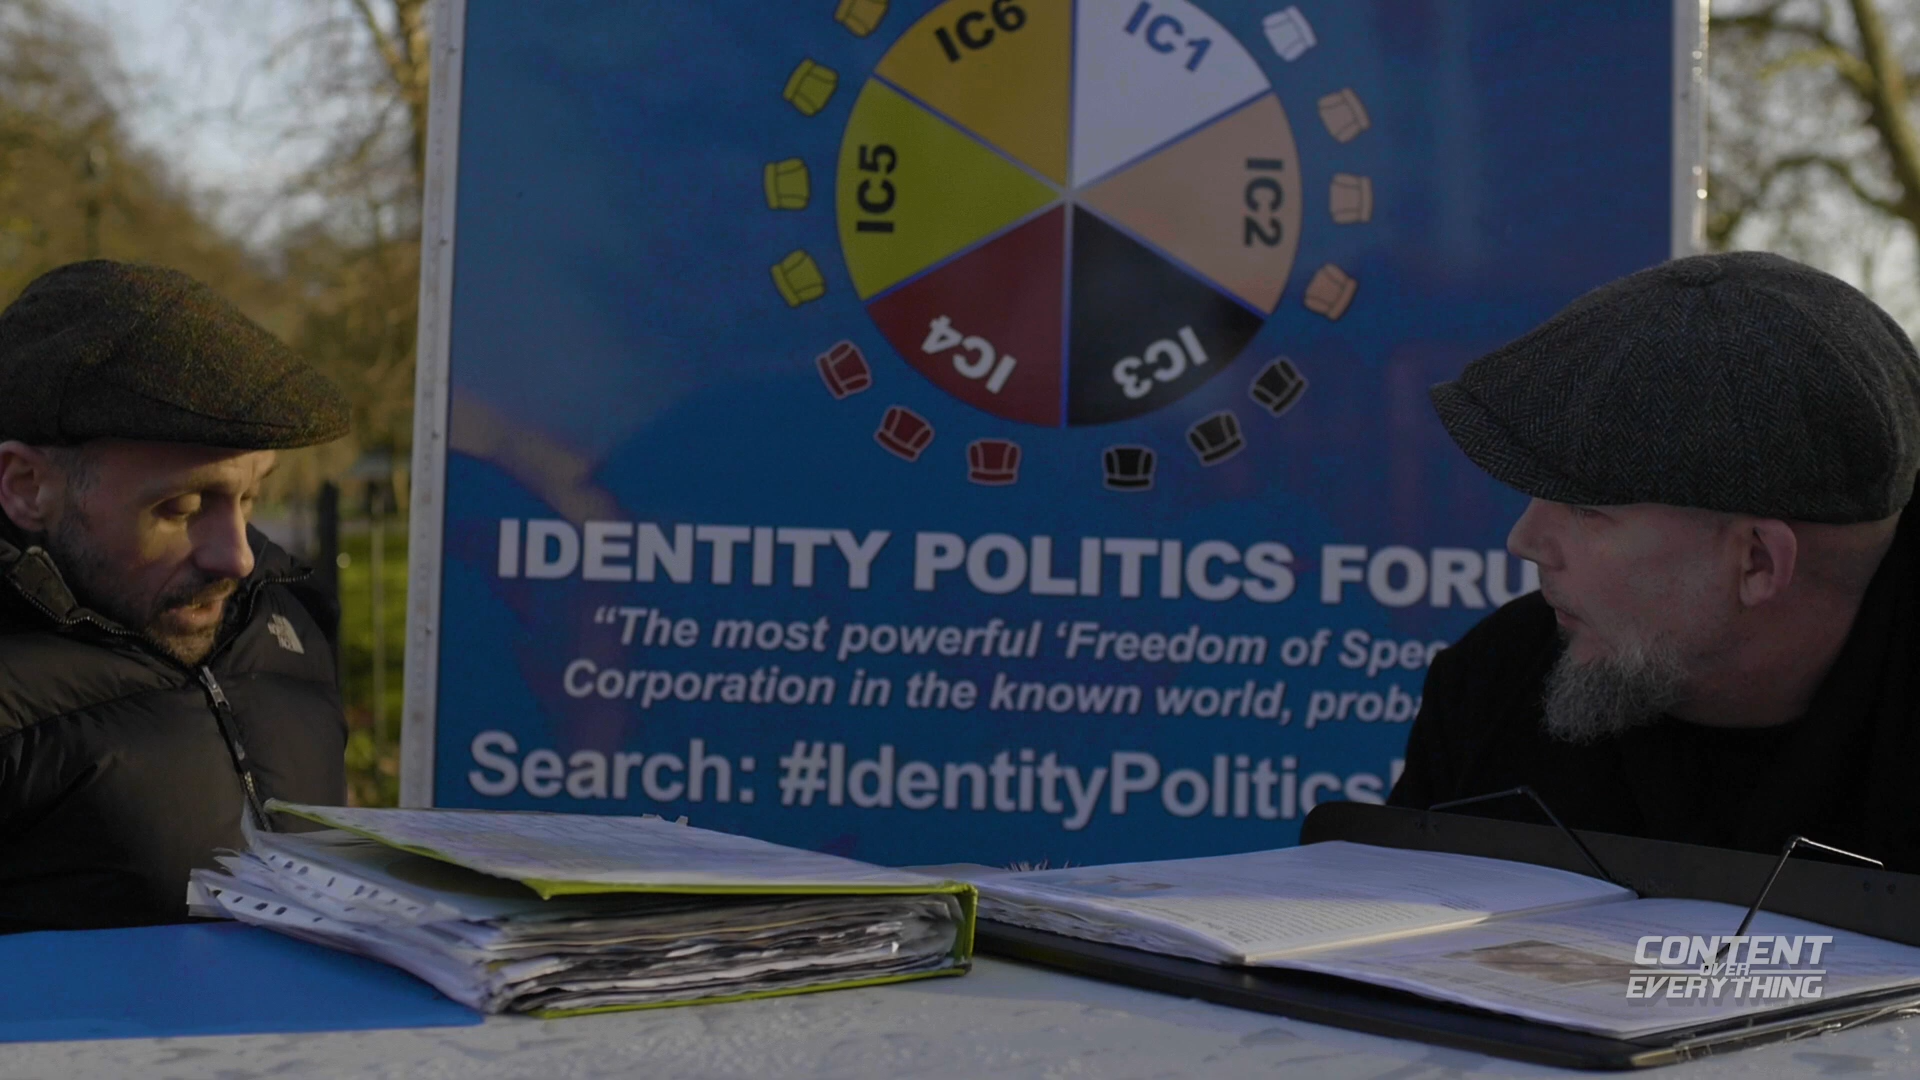 IC6
IC1
IC5
IC2
IC4
IC3
IDENTITY POLITICS FORU
“The most powerful ‘Freedom of Spee
Corporation in the known world, proba
Search: #IdentityPolitics
CONTENT
OVER
EVERYTHING